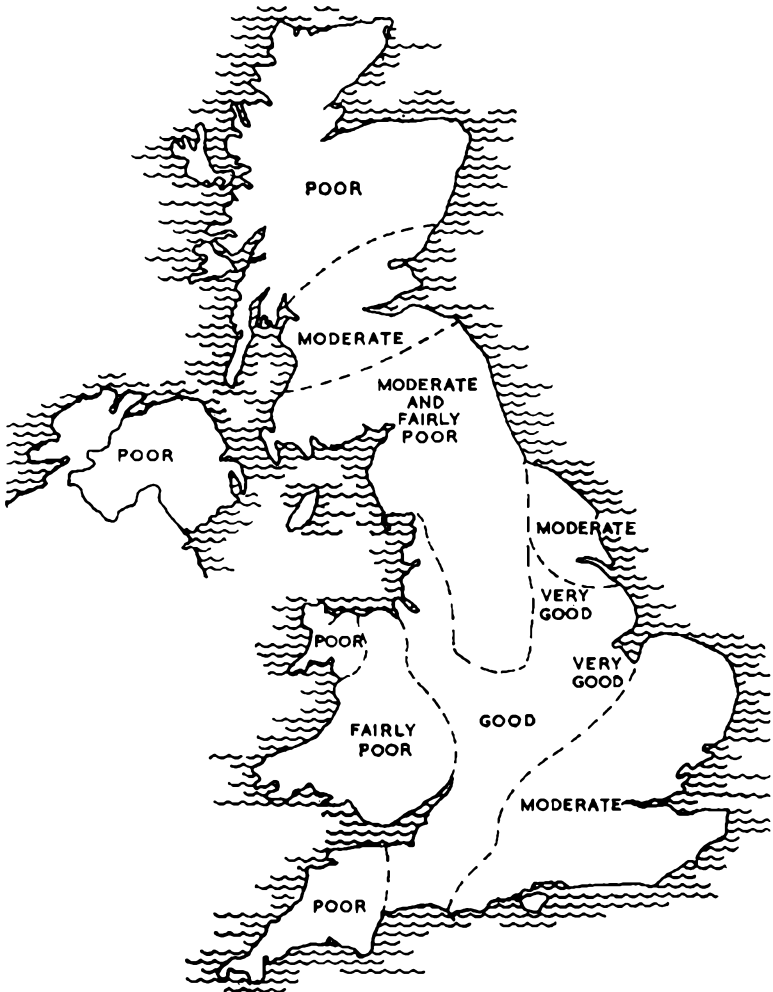 POOR
MODERATE
MODERATE
AND
FAIRLY
POOR
POOR
MODERATE
VERY
GOOD
POOR
VERY
GOOD
GOOD
FAIRLY
POOR
MODERATE
POOR